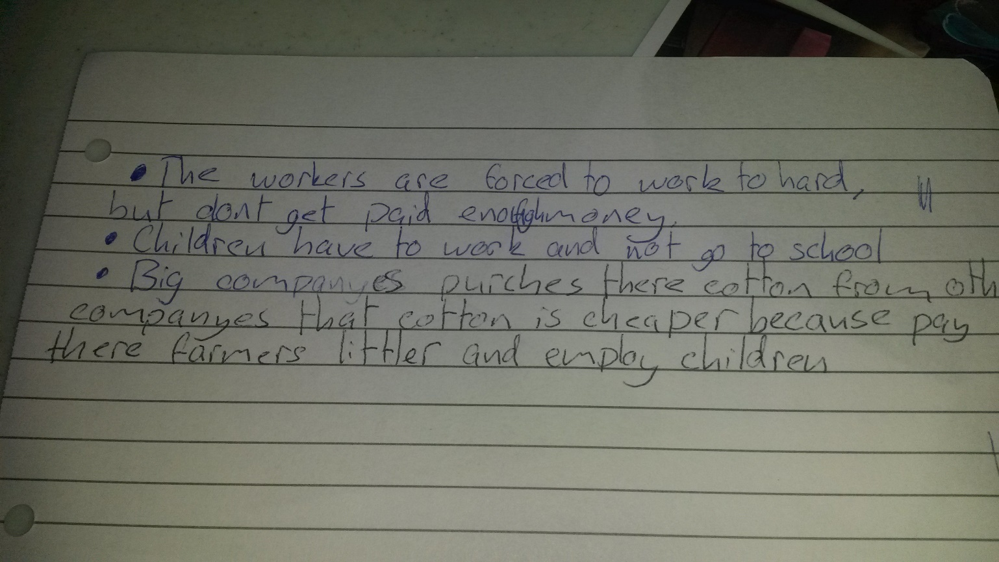 • The workers are forced to work to hard,
but dont get paid enough money.
• Children have to work and not go to school
• Big companyes purches there cotton from oth
companyes that cotton is cheaper because pay
there farmers littler and employ children